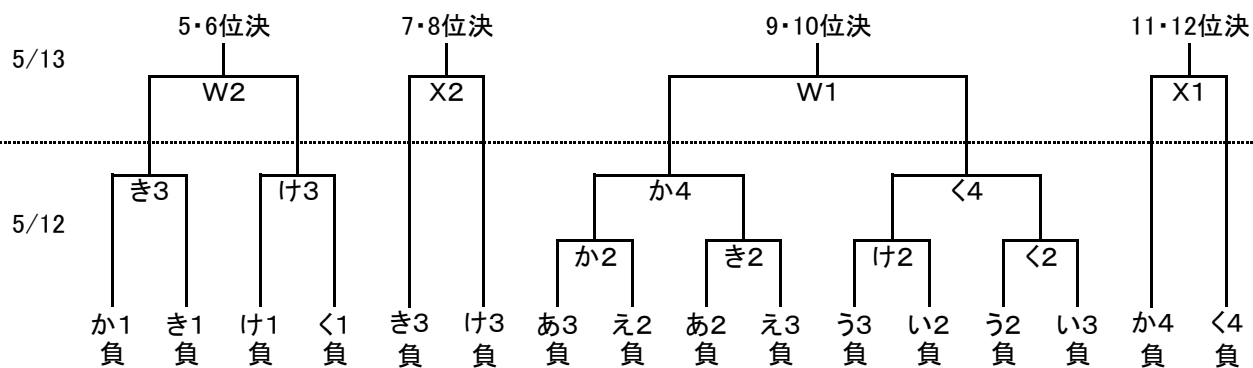 5・6位決 7・8位決 9・10位決 11・12位決
5/13
W2 X2 W1 X1
き3 け3 か4 く4
5/12
か2 き2 け2 く2
か1 き1 け1 く1 き3 け3 あ3 え2 あ2 え3 う3 い2 う2 い3 か4 く4
負 負 負 負 負 負 負 負 負 負 負 負 負 負 負 負